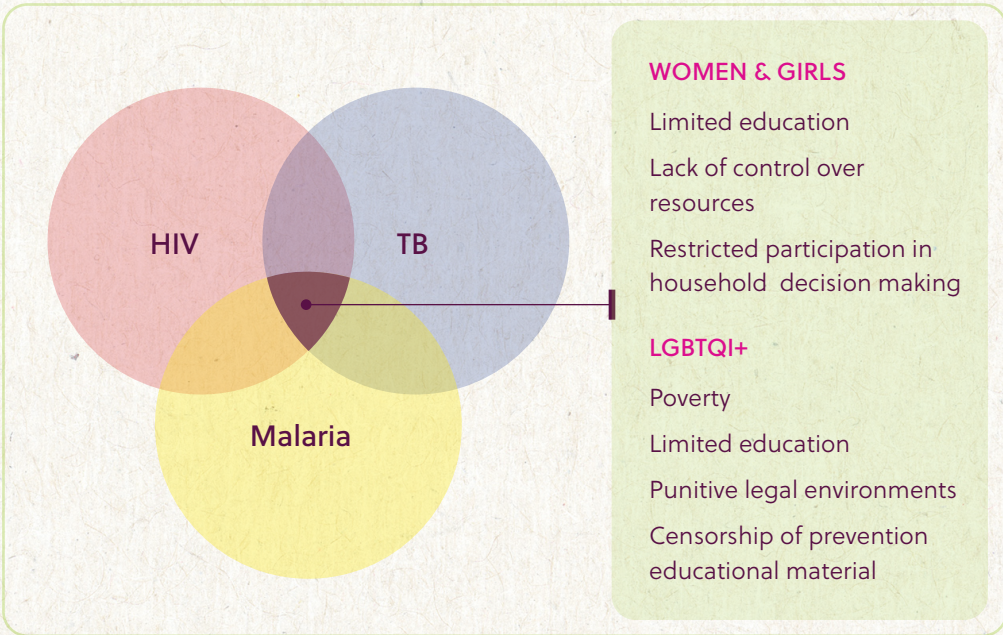 HIV
TB
Malaria
WOMEN & GIRLS
Limited education
Lack of control over
resources
Restricted participation in
household decision making
LGBTQI+
Poverty
Limited education
Punitive legal environments
Censorship of prevention
educational material